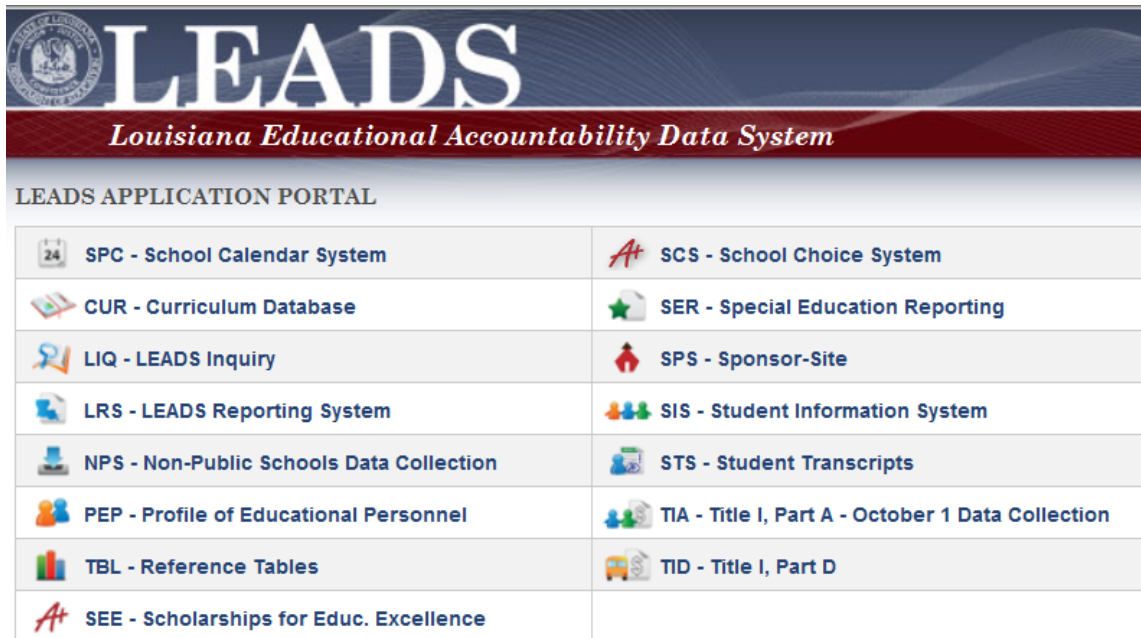 LEADS
Louisiana Educational Accountability Data System
LEADS APPLICATION PORTAL
24 SPC - School Calendar System
A+ SCS - School Choice System
CUR - Curriculum Database
SER - Special Education Reporting
LIQ - LEADS Inquiry
SPS - Sponsor-Site
LRS - LEADS Reporting System
SIS - Student Information System
NPS - Non-Public Schools Data Collection
STS - Student Transcripts
PEP - Profile of Educational Personnel
TIA - Title I, Part A - October 1 Data Collection
TBL - Reference Tables
TID - Title I, Part D
A+ SEE - Scholarships for Educ. Excellence